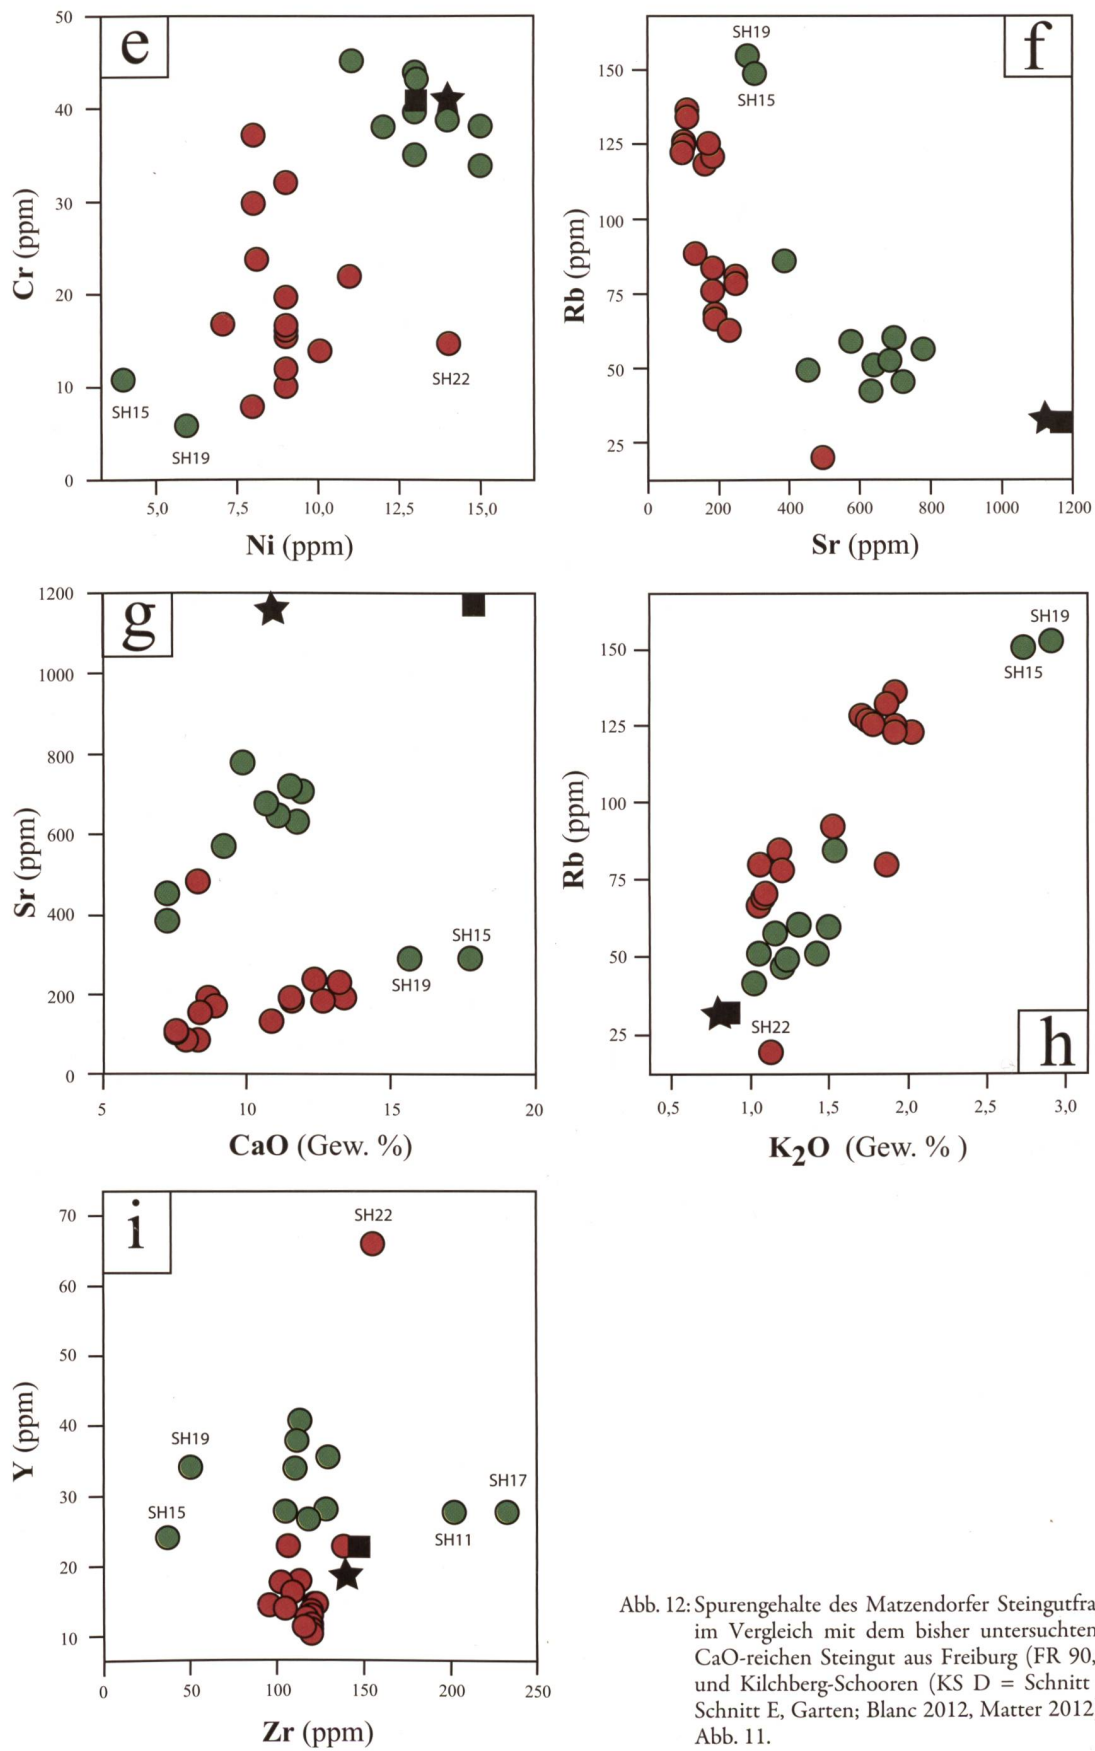 e
50
40
30
20
10
0
Cr (ppm)
SH15
SH19
SH22
5,0 7,5 10,0 12,5 15,0
Ni (ppm)
f
150
125
100
75
50
25
Rb (ppm)
SH19
SH15
0 200 400 600 800 1000 1200
Sr (ppm)
g
1200
1000
800
600
400
200
0
Sr (ppm)
SH19
SH15
5 10 15 20
CaO (Gew. %)
h
150
125
100
75
50
25
Rb (ppm)
SH19
SH15
SH22
0,5 1,0 1,5 2,0 2,5 3,0
K2O (Gew. % )
i
70
60
50
40
30
20
10
Y (ppm)
SH22
SH19
SH15
SH17
SH11
0 50 100 150 200 250
Zr (ppm)
Abb. 12: Spurengehalte des Matzendorfer Steingutfra
im Vergleich mit dem bisher untersuchten
CaO-reichen Steingut aus Freiburg (FR 90,
und Kilchberg-Schooren (KS D = Schnitt
Schnitt E, Garten; Blanc 2012, Matter 2012
Abb. 11.